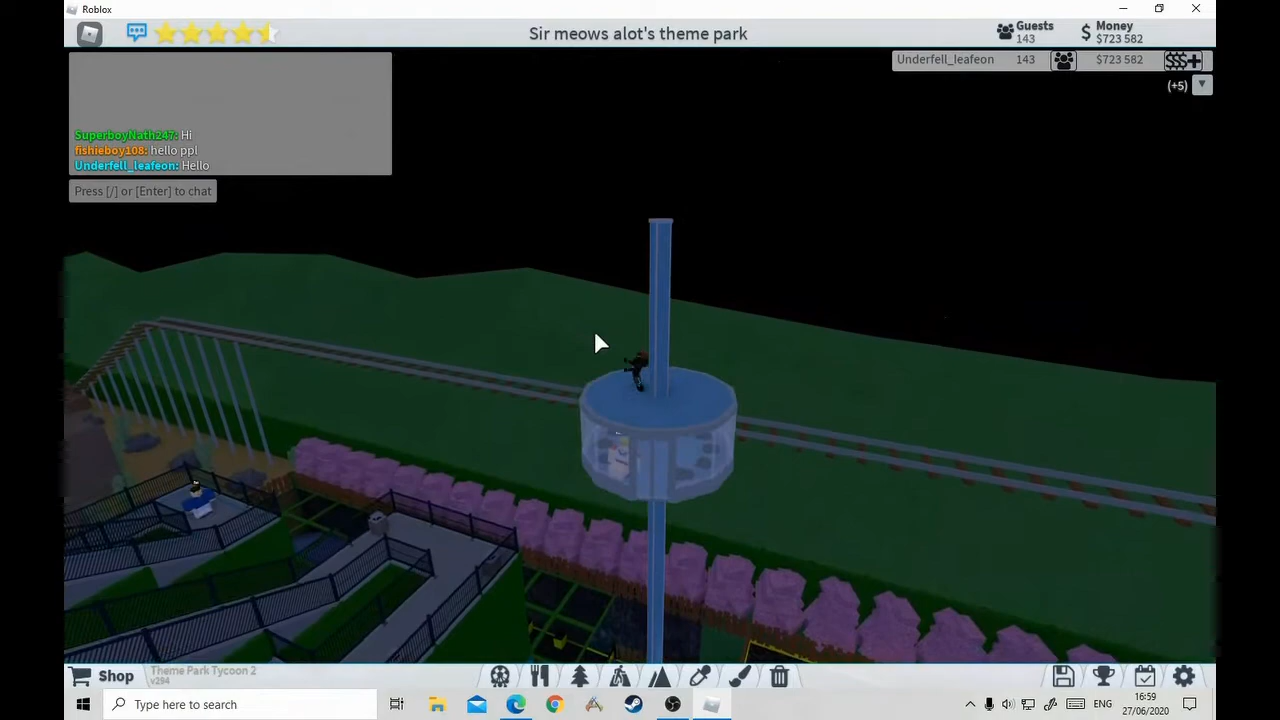 Roblox
Sir meows alot's theme park
Guests
143
Money
$723 582
Underfell_leafeon 143 $723 582
(+5)
SuperboyNath247: Hi
fishieboy108: hello ppl
Underfell_leafeon: Hello
Press [/] or [Enter] to chat
Shop
Theme Park Tycoon 2
v294
Type here to search
ENG
16:59
27/06/2020